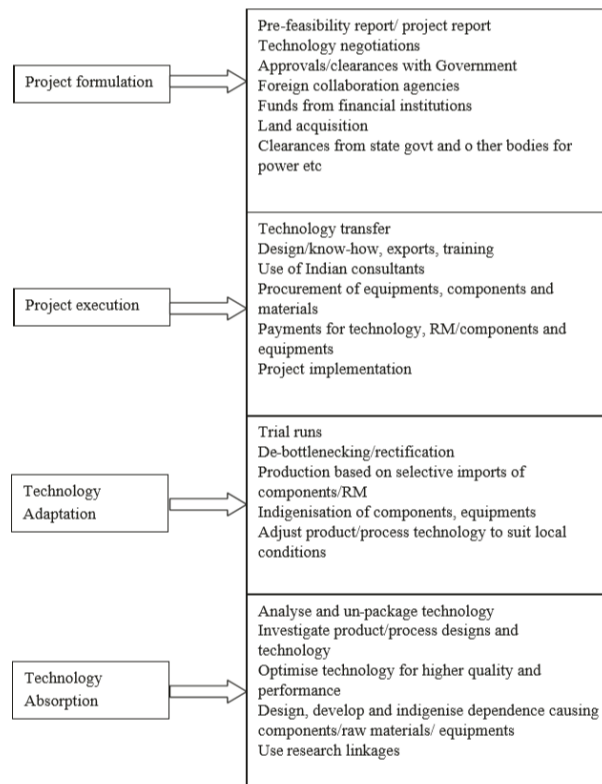 Project formulation
Pre-feasibility report/ project report
Technology negotiations
Approvals/clearances with Government
Foreign collaboration agencies
Funds from financial institutions
Land acquisition
Clearances from state govt and o ther bodies for
power etc
Project execution
Technology transfer
Design/know-how, exports, training
Use of Indian consultants
Procurement of equipments, components and
materials
Payments for technology, RM/components and
equipments
Project implementation
Technology
Adaptation
Trial runs
De-bottlenecking/rectification
Production based on selective imports of
components/RM
Indigenisation of components, equipments
Adjust product/process technology to suit local
conditions
Technology
Absorption
Analyse and un-package technology
Investigate product/process designs and
technology
Optimise technology for higher quality and
performance
Design, develop and indigenise dependence causing
components/raw materials/ equipments
Use research linkages